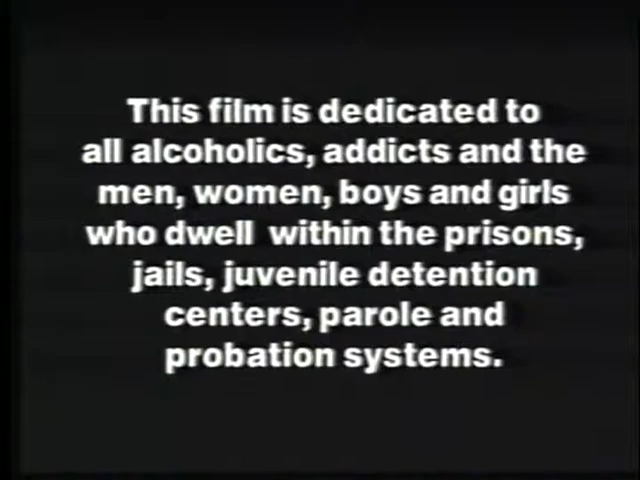 This film is dedicated to
all alcoholics, addicts and the
men, women, boys and girls
who dwell within the prisons,
jails, juvenile detention
centers, parole and
probation systems.